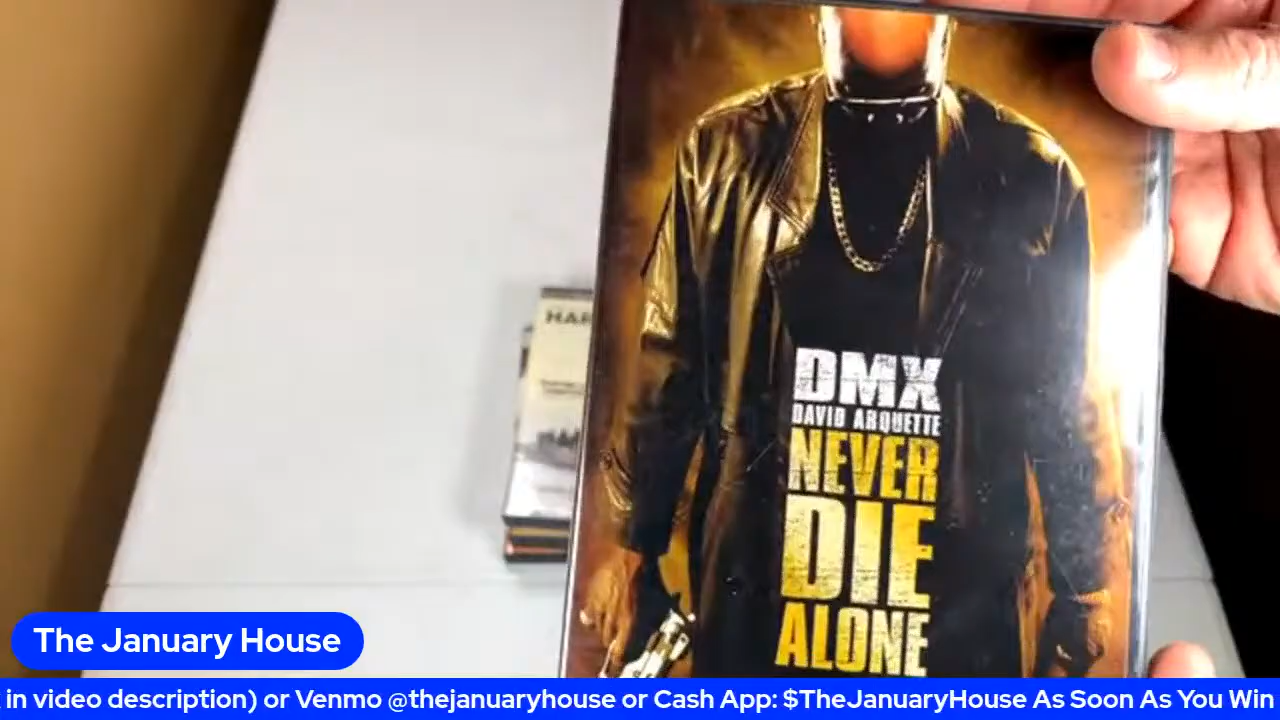 HAR
DMX
DAVID ARQUETTE
NEVER
DIE
ALONE
The January House
in video description) or Venmo @thejanuaryhouse or Cash App: $TheJanuaryHouse As Soon As You Win